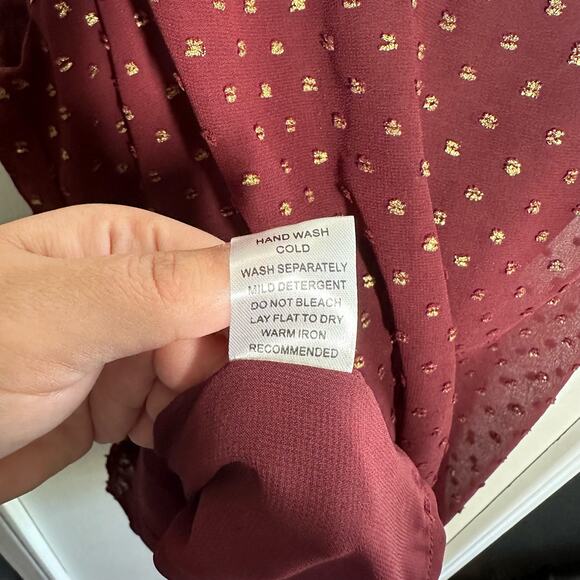 HAND WASH
COLD
WASH SEPARATELY
MILD DETERGENT
DO NOT BLEACH
LAY FLAT TO DRY
WARM IRON
RECOMMENDED